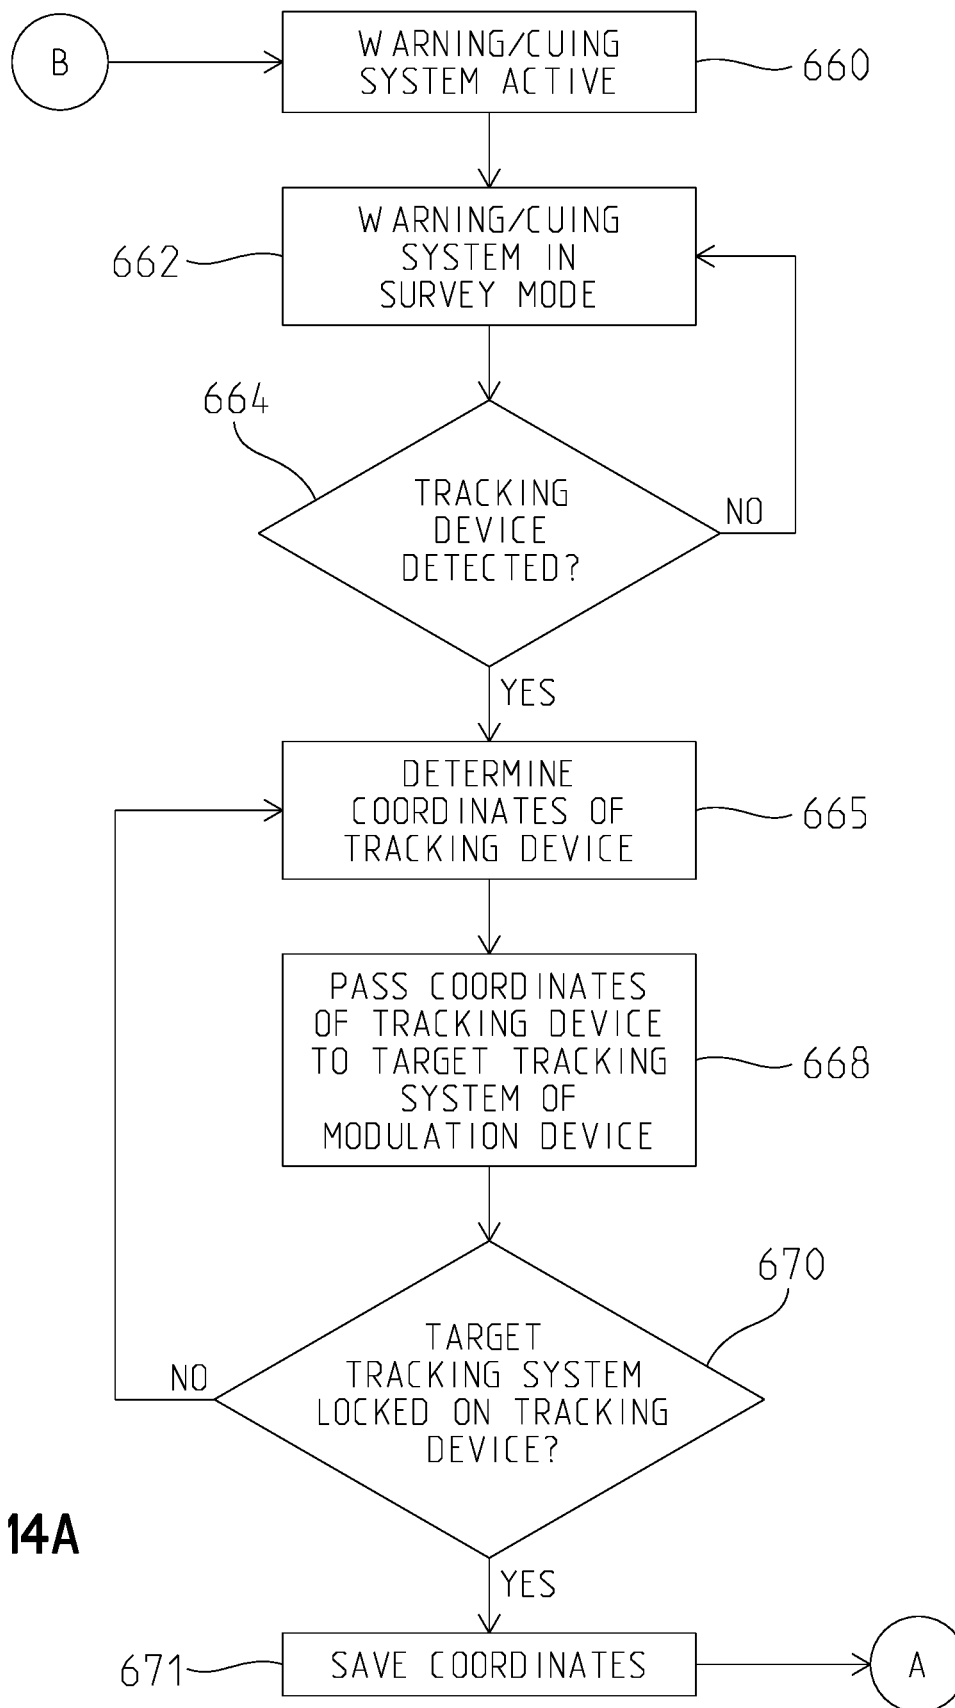 B
WARNING/CUING
SYSTEM ACTIVE
660
WARNING/CUING
SYSTEM IN
SURVEY MODE
662
664
TRACKING
DEVICE
DETECTED?
NO
YES
DETERMINE
COORDINATES OF
TRACKING DEVICE
665
PASS COORDINATES
OF TRACKING DEVICE
TO TARGET TRACKING
SYSTEM OF
MODULATION DEVICE
668
670
TARGET
TRACKING SYSTEM
LOCKED ON TRACKING
DEVICE?
NO
14A
YES
671
SAVE COORDINATES
A